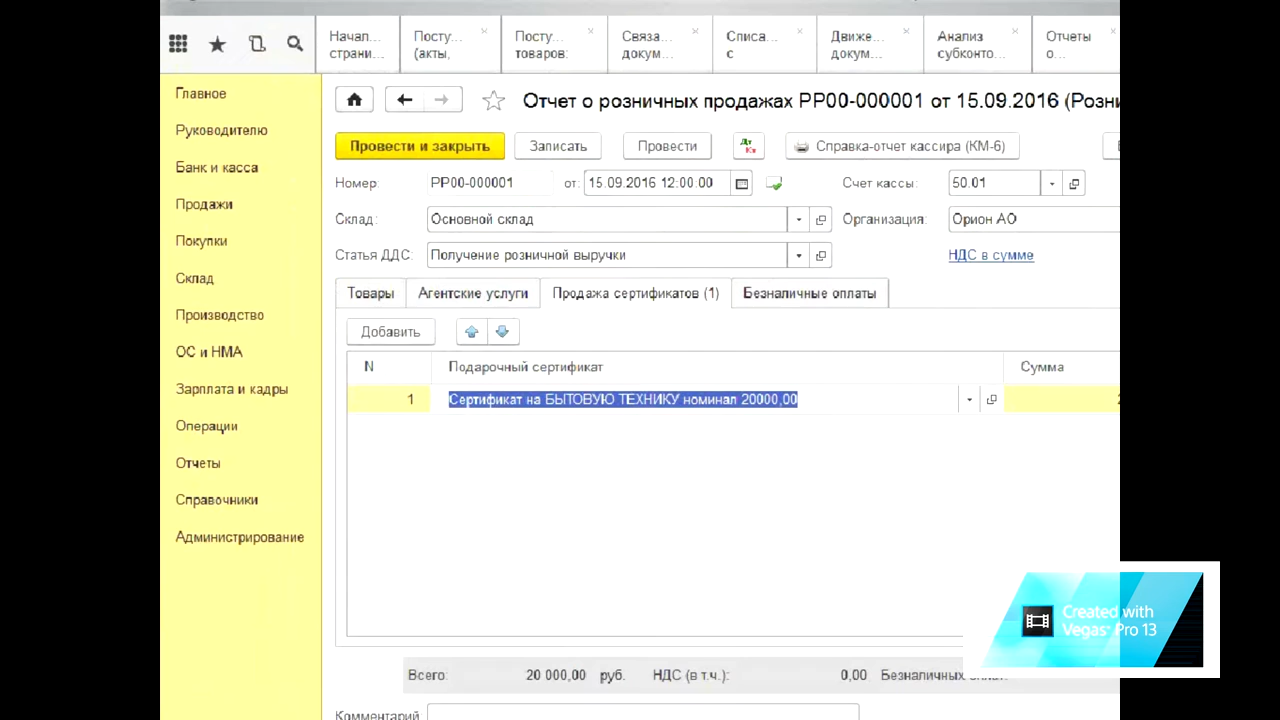 Начал... Посту... Посту... Связа... Списа... Движе... Анализ Отчеты
страни... (акты, товаров: докум... с докум... субконто... о...
Главное
Руководителю
Банк и касса
Продажи
Покупки
Склад
Производство
ОС и НМА
Зарплата и кадры
Операции
Отчеты
Справочники
Администрирование
Отчет о розничных продажах РР00-000001 от 15.09.2016 (Розни
Провести и закрыть Записать Провести Дт Кт Справка-отчет кассира (КМ-6)
Номер: РР00-000001 от: 15.09.2016 12:00:00 Счет кассы: 50.01
Склад: Основной склад Организация: Орион АО
Статья ДДС: Получение розничной выручки НДС в сумме
Товары Агентские услуги Продажа сертификатов (1) Безналичные оплаты
Добавить
N Подарочный сертификат Сумма
1 Сертификат на БЫТОВУЮ ТЕХНИКУ номинал 20000,00
Всего: 20 000,00 руб. НДС (в т.ч.): 0,00 Безналичных
Комментарий
Created with
Vegas Pro 13